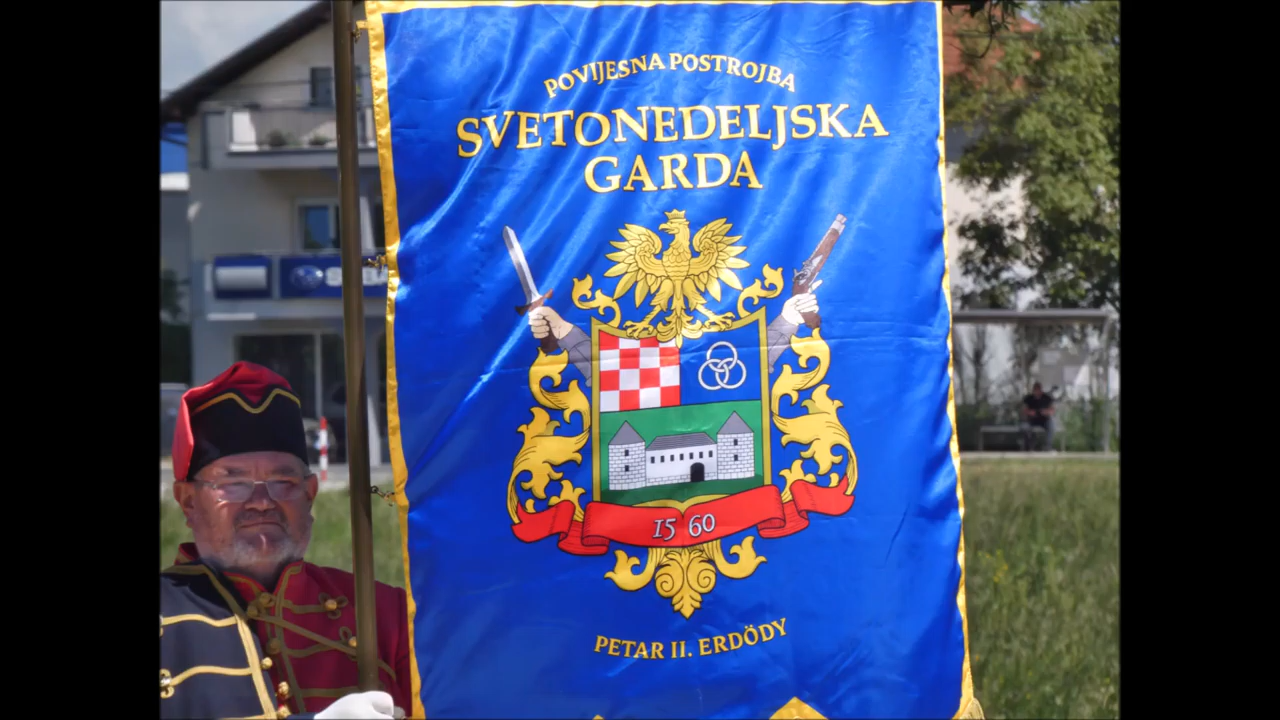 POVIJESNA POSTROJBA
SVETONEDELJSKA
GARDA
15 60
PETAR II. ERDÖDY